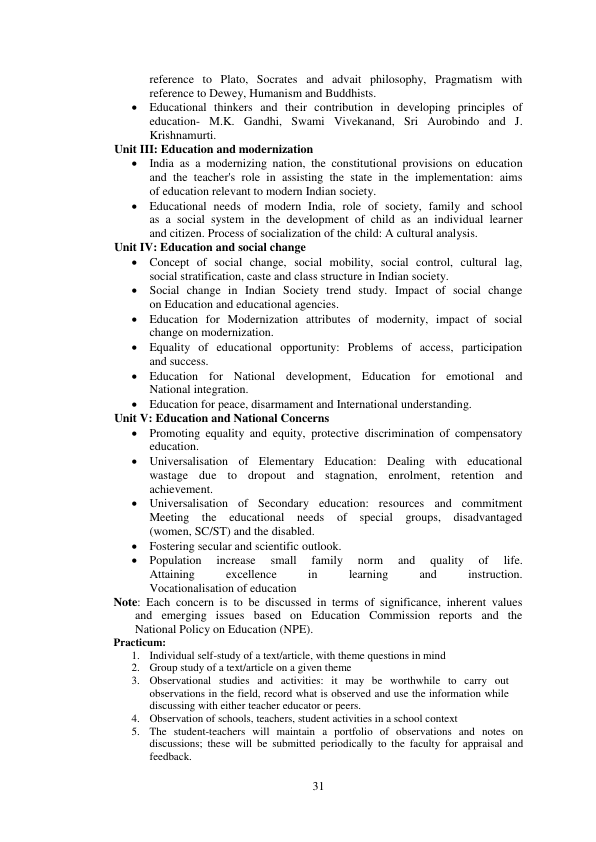 reference to Plato, Socrates and advait philosophy, Pragmatism with
reference to Dewey, Humanism and Buddhists.
• Educational thinkers and their contribution in developing principles of
education- M.K. Gandhi, Swami Vivekanand, Sri Aurobindo and J.
Krishnamurti.
Unit III: Education and modernization
• India as a modernizing nation, the constitutional provisions on education
and the teacher's role in assisting the state in the implementation: aims
of education relevant to modern Indian society.
• Educational needs of modern India, role of society, family and school
as a social system in the development of child as an individual learner
and citizen. Process of socialization of the child: A cultural analysis.
Unit IV: Education and social change
• Concept of social change, social mobility, social control, cultural lag,
social stratification, caste and class structure in Indian society.
• Social change in Indian Society trend study. Impact of social change
on Education and educational agencies.
• Education for Modernization attributes of modernity, impact of social
change on modernization.
• Equality of educational opportunity: Problems of access, participation
and success.
• Education for National development, Education for emotional and
National integration.
• Education for peace, disarmament and International understanding.
Unit V: Education and National Concerns
• Promoting equality and equity, protective discrimination of compensatory
education.
• Universalisation of Elementary Education: Dealing with educational
wastage due to dropout and stagnation, enrolment, retention and
achievement.
• Universalisation of Secondary education: resources and commitment
Meeting the educational needs of special groups, disadvantaged
(women, SC/ST) and the disabled.
• Fostering secular and scientific outlook.
• Population increase small family norm and quality of life.
Attaining excellence in learning and instruction.
Vocationalisation of education
Note: Each concern is to be discussed in terms of significance, inherent values
and emerging issues based on Education Commission reports and the
National Policy on Education (NPE).
Practicum:
1. Individual self-study of a text/article, with theme questions in mind
2. Group study of a text/article on a given theme
3. Observational studies and activities: it may be worthwhile to carry out
observations in the field, record what is observed and use the information while
discussing with either teacher educator or peers.
4. Observation of schools, teachers, student activities in a school context
5. The student-teachers will maintain a portfolio of observations and notes on
discussions; these will be submitted periodically to the faculty for appraisal and
feedback.
31